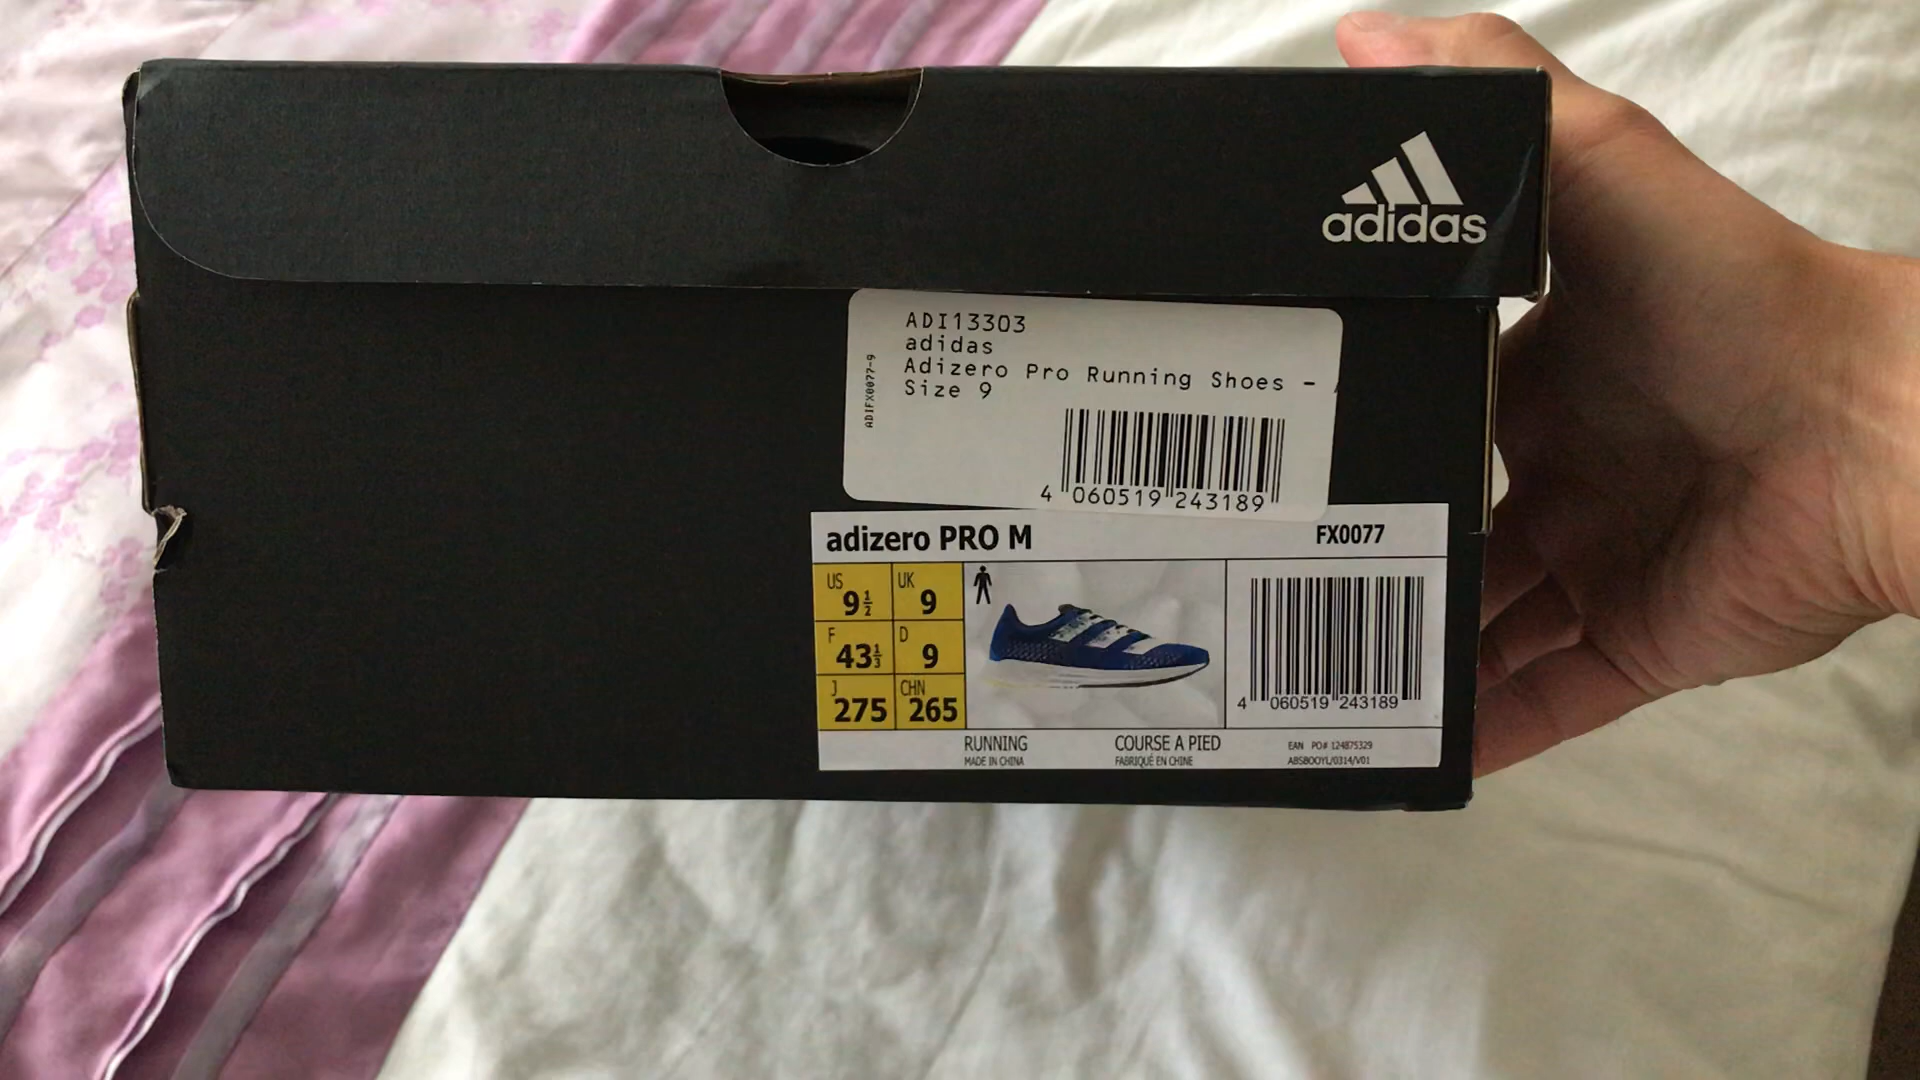 adidas
ADI13303
adidas
Adizero Pro Running Shoes -
Size 9
ADIFX0077-9
4 060519 243189
adizero PRO M FX0077
US 9½ UK 9
F 43⅓ D 9
J 275 CHN 265
4 060519 243189
RUNNING COURSE A PIED EAN PO# 124875329
MADE IN CHINA FABRIQUÉ EN CHINE ABSBOOYL/0314/V01